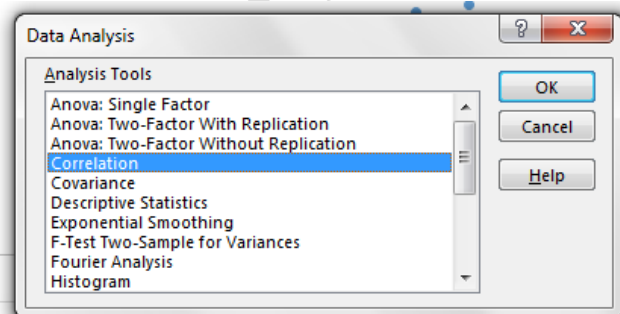 Data Analysis
?
Analysis Tools
Anova: Single Factor
Anova: Two-Factor With Replication
Anova: Two-Factor Without Replication
Correlation
Covariance
Descriptive Statistics
Exponential Smoothing
F-Test Two-Sample for Variances
Fourier Analysis
Histogram
OK
Cancel
Help